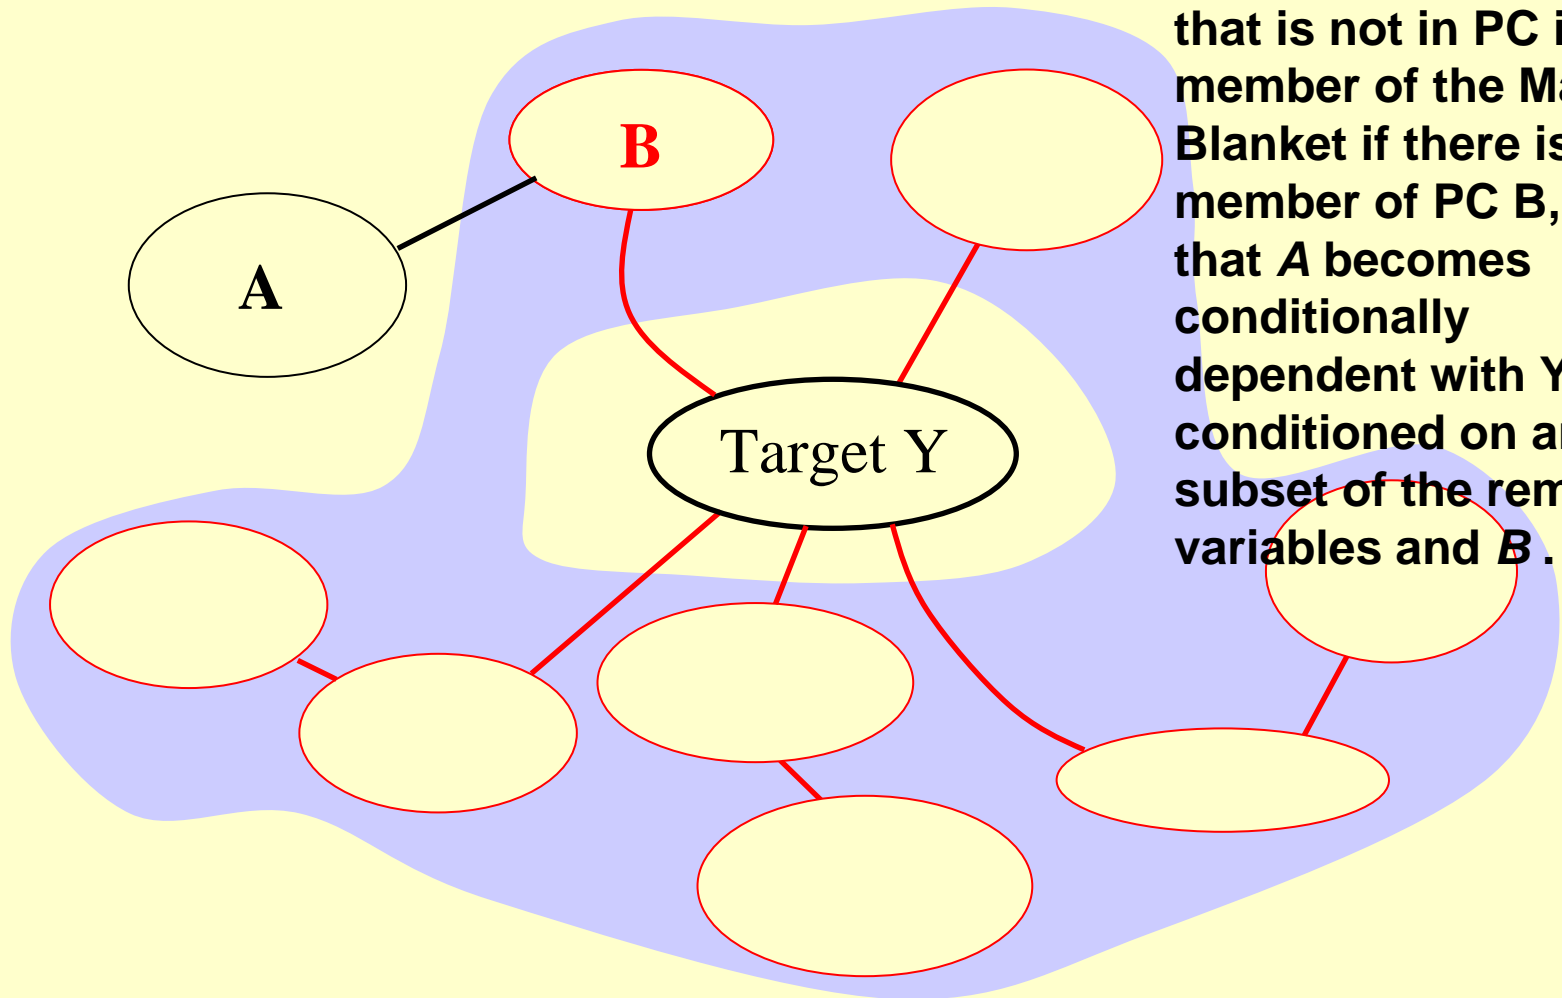 that is not in PC i
member of the Ma
Blanket if there is
member of PC B,
that A becomes
conditionally
dependent with Y
conditioned on an
subset of the rem
variables and B .
B
A
Target Y